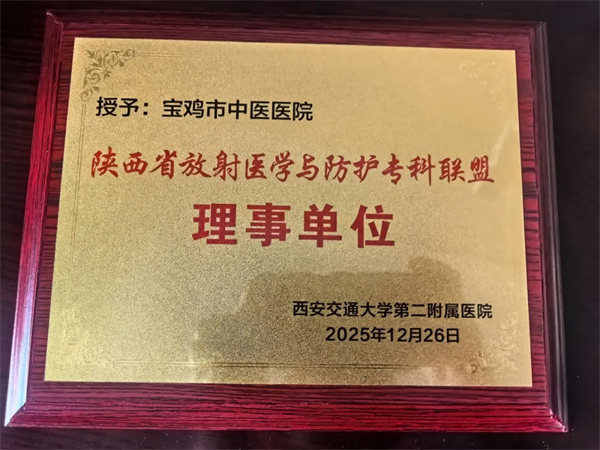 授予：宝鸡市中医医院
陕西省放射医学与防护专科联盟
理事单位
西安交通大学第二附属医院
2025年12月26日